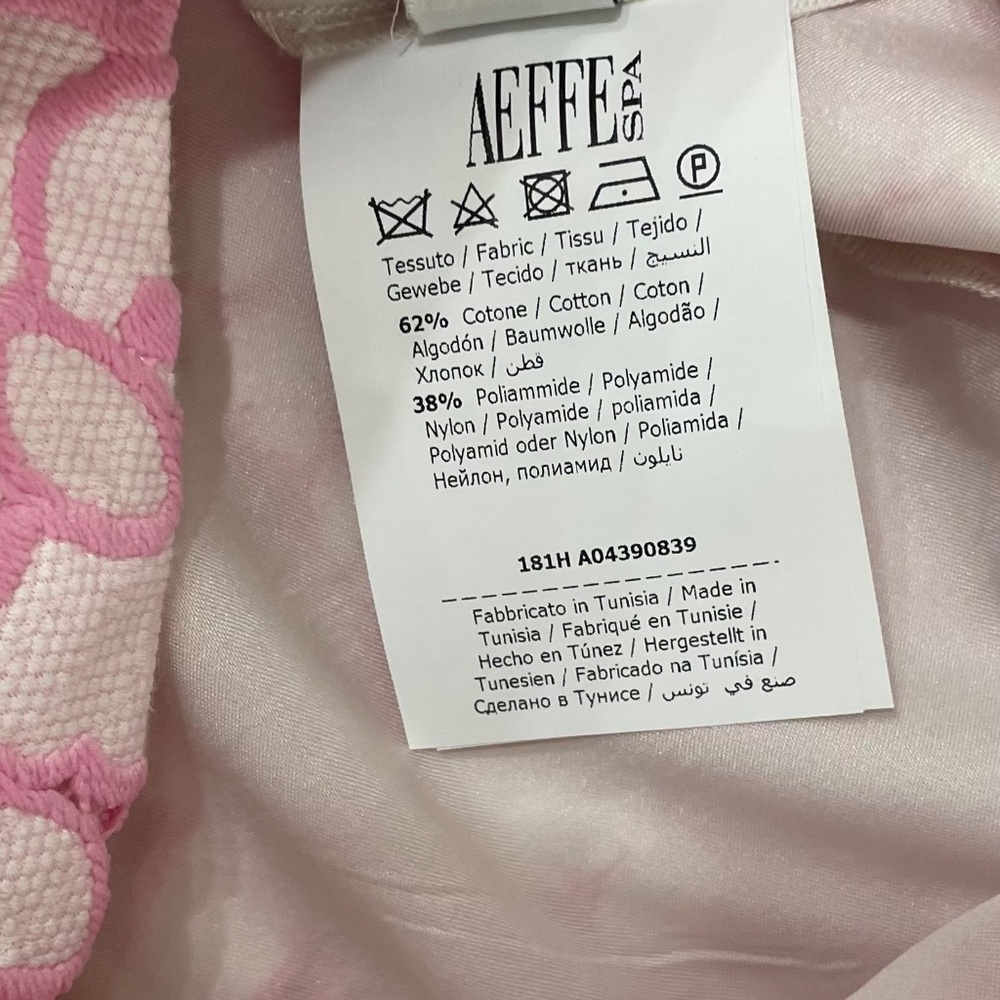 AEFFE SPA
P
Tessuto / Fabric / Tissu / Tejido /
Gewebe / Tecido / ткань / النسيج
62% Cotone / Cotton / Coton /
Algodón / Baumwolle / Algodão /
Хлопок / قطن
38% Poliammide / Polyamide /
Nylon / Polyamide / poliamida /
Polyamid oder Nylon / Poliamida /
Нейлон, полиамид / نايلون
181H A04390839
Fabbricato in Tunisia / Made in
Tunisia / Fabriqué en Tunisie /
Hecho en Túnez / Hergestellt in
Tunesien / Fabricado na Tunísia /
Сделано в Тунисе / صنع في تونس